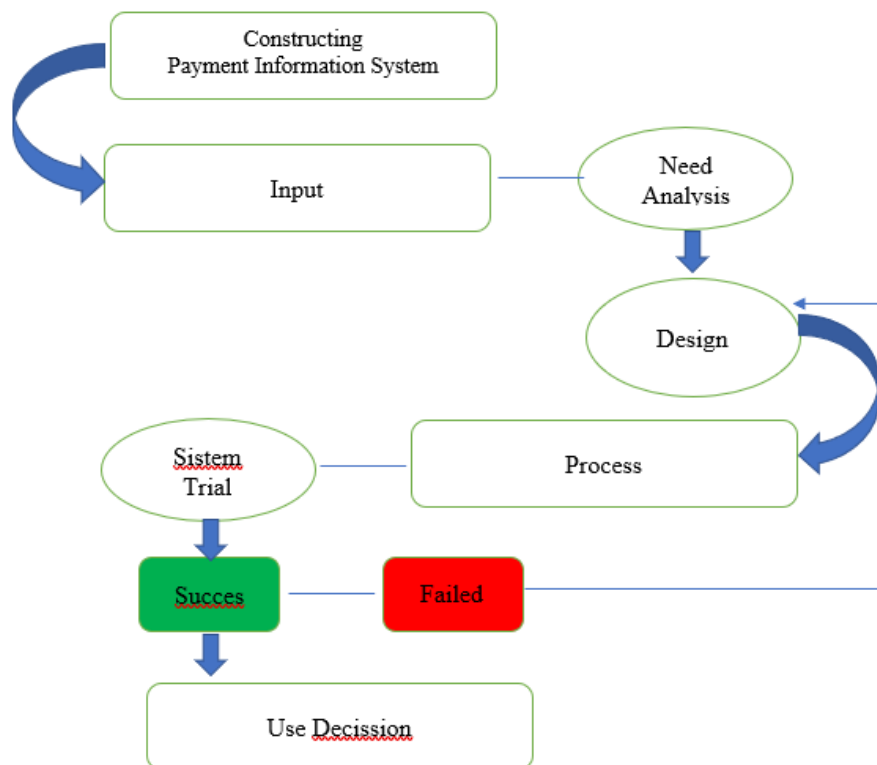 Constructing
Payment Information System
Input
Need
Analysis
Design
Process
Sistem
Trial
Succes
Failed
Use Decission